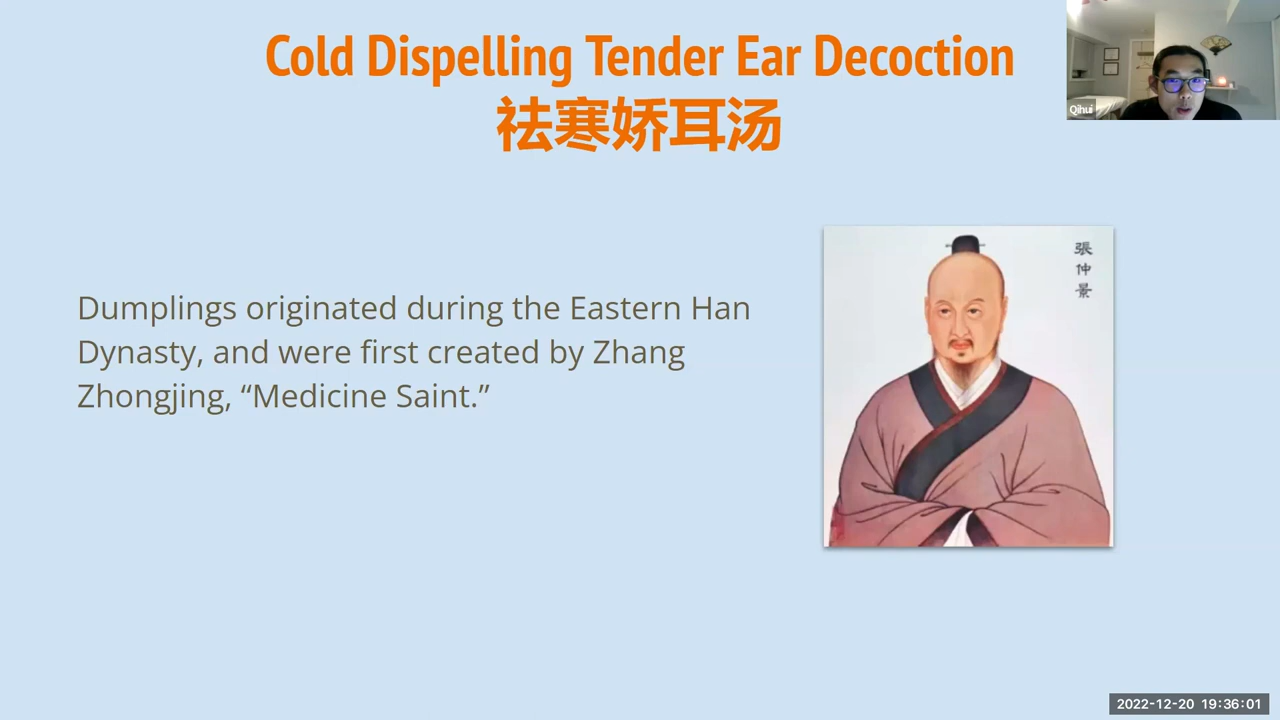 Cold Dispelling Tender Ear Decoction
祛寒娇耳汤
Qihui
Dumplings originated during the Eastern Han
Dynasty, and were first created by Zhang
Zhongjing, “Medicine Saint.”
張
仲
景
2022-12-20 19:36:01